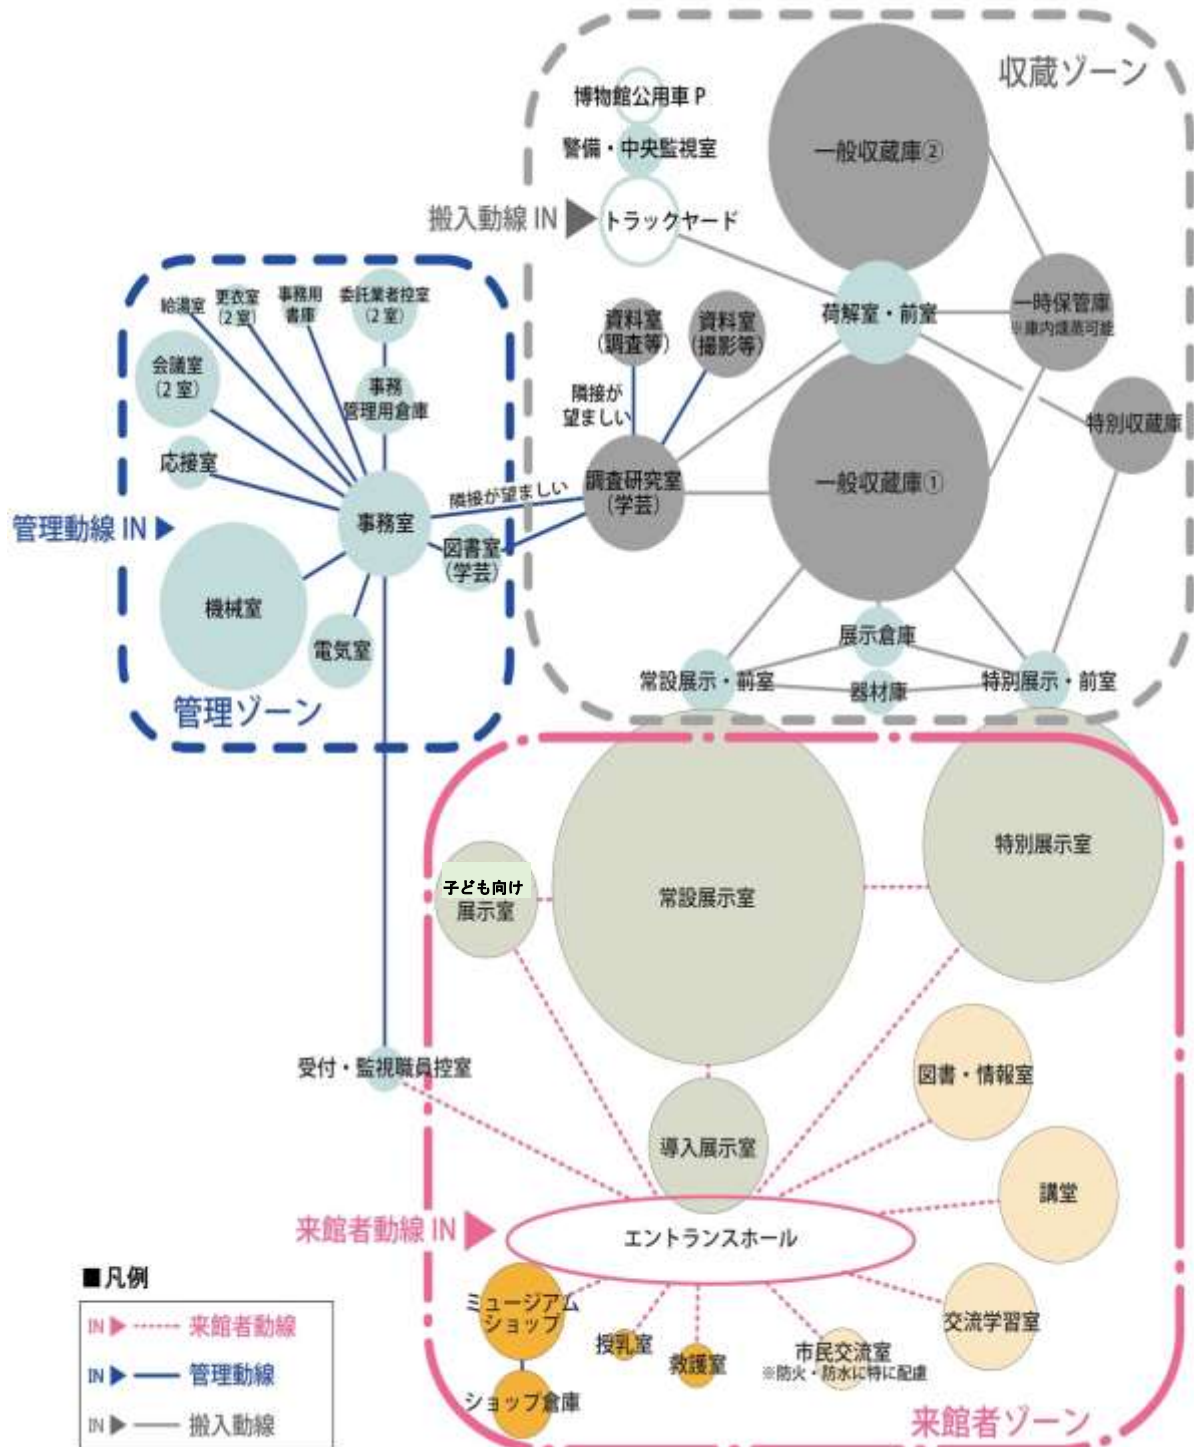 収蔵ゾーン
博物館公用車 P
警備・中央監視室
搬入動線 IN
トラックヤード
一般収蔵庫②
荷解室・前室
一時保管庫
※庫内燻蒸可能
資料室
(調査等)
資料室
(撮影等)
隣接が
望ましい
特別収蔵庫
調査研究室
(学芸)
一般収蔵庫①
展示倉庫
常設展示・前室
器材庫
特別展示・前室
給湯室
更衣室
(2 室)
事務用
書庫
委託業者控室
(2 室)
会議室
(2 室)
事務
管理用倉庫
応接室
隣接が望ましい
管理動線 IN
事務室
図書室
(学芸)
機械室
電気室
管理ゾーン
子ども向け
展示室
常設展示室
特別展示室
受付・監視職員控室
図書・情報室
導入展示室
講堂
来館者動線 IN
エントランスホール
ミュージアム
ショップ
授乳室
救護室
市民交流室
※防火・防水に特に配慮
交流学習室
ショップ倉庫
来館者ゾーン
■凡例
IN 来館者動線
IN 管理動線
IN 搬入動線